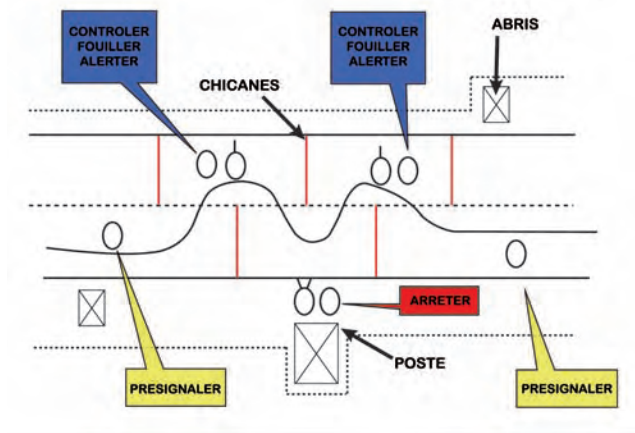 CONTROLER
FOUILLER
ALERTER
CONTROLER
FOUILLER
ALERTER
ABRIS
CHICANES
ARRETER
POSTE
PRESIGNALER
PRESIGNALER